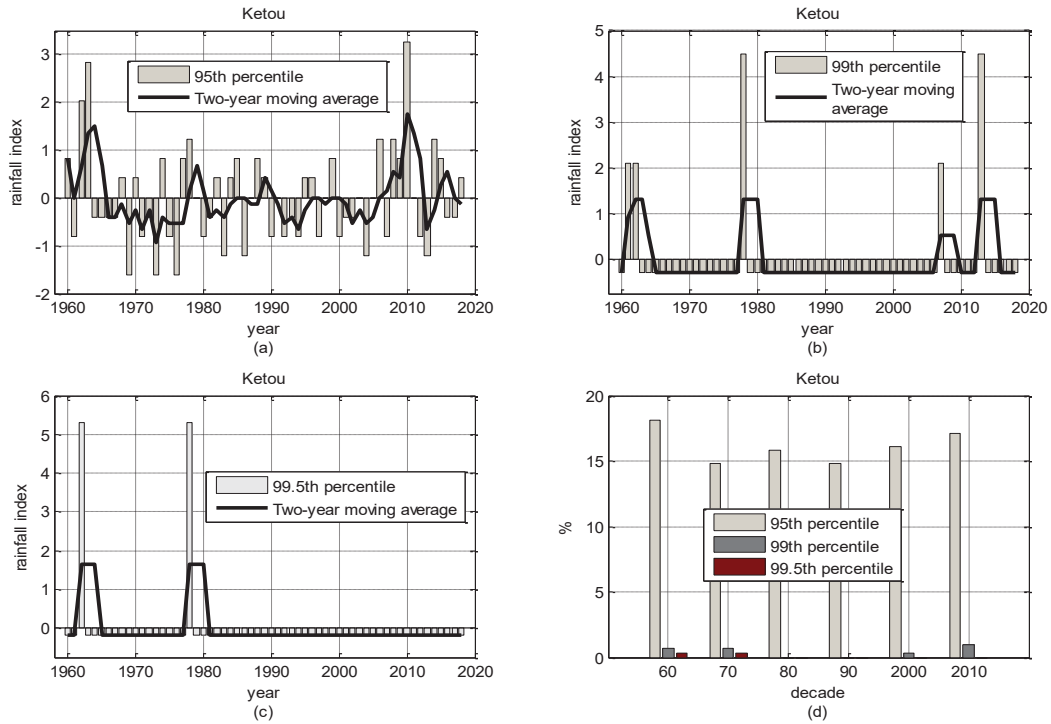 Ketou
rainfall index
3
2
1
0
-1
-2
95th percentile
Two-year moving average
1960 1970 1980 1990 2000 2010 2020
year
(a)
Ketou
rainfall index
5
4
3
2
1
0
99th percentile
Two-year moving
average
1960 1970 1980 1990 2000 2010 2020
year
(b)
Ketou
rainfall index
6
5
4
3
2
1
0
99.5th percentile
Two-year moving average
1960 1970 1980 1990 2000 2010 2020
year
(c)
Ketou
%
20
15
10
5
0
95th percentile
99th percentile
99.5th percentile
60 70 80 90 2000 2010
decade
(d)